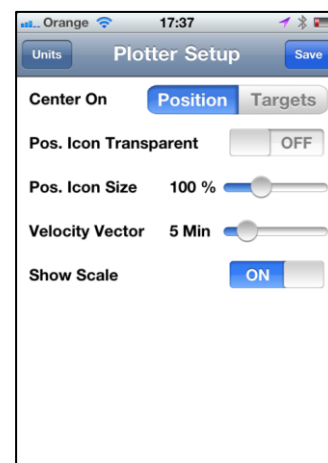 Orange 17:37
Units Plotter Setup Save
Center On Position Targets
Pos. Icon Transparent OFF
Pos. Icon Size 100 %
Velocity Vector 5 Min
Show Scale ON